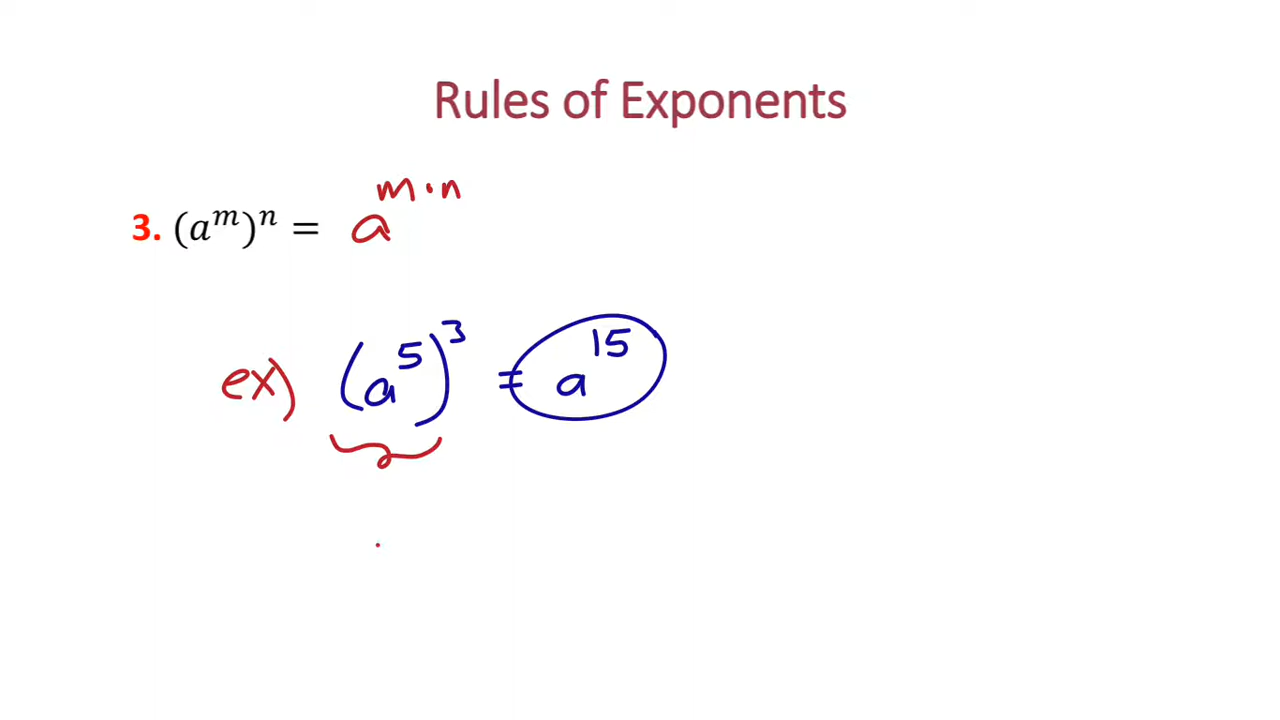 Rules of Exponents
3. (a^m)^n = a^{m·n}
ex) (a^5)^3 = a^{15}